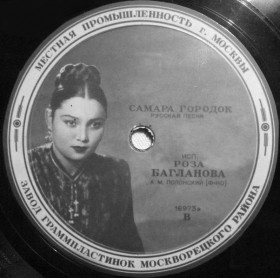 МЕСТНАЯ ПРОМЫШЛЕННОСТЬ г. МОСКВЫ
САМАРА ГОРОДОК
РУССКАЯ ПЕСНЯ
ИСП.
РОЗА
БАГЛАНОВА
В
ЗАВОД ГРАММПЛАСТИНОК МОСКВОРЕЦКОГО РАЙОНА